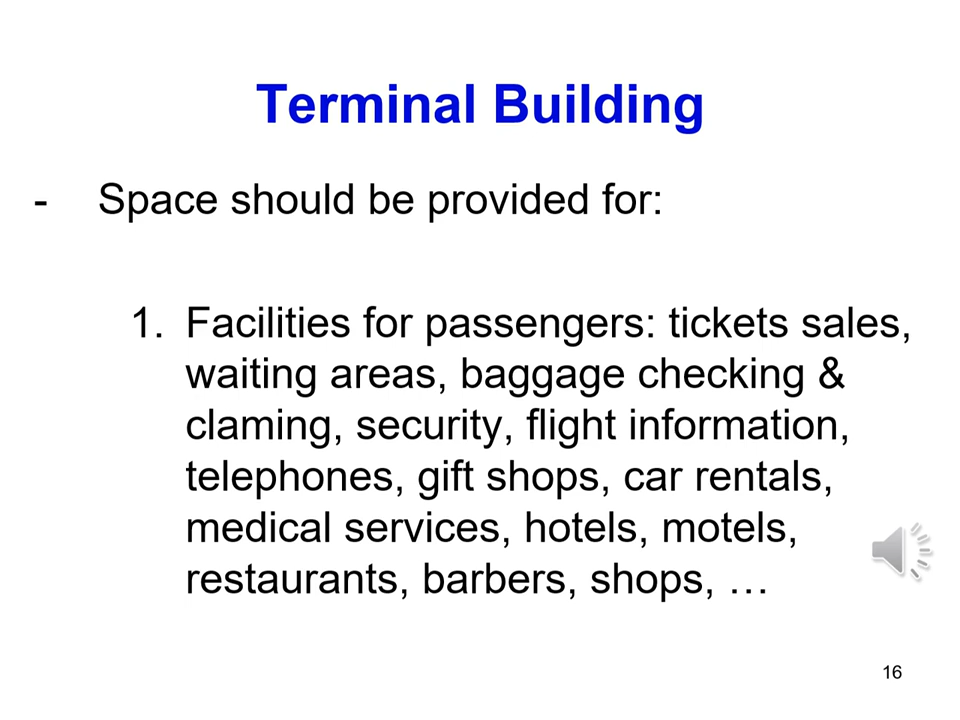 Terminal Building
- Space should be provided for:
1. Facilities for passengers: tickets sales,
waiting areas, baggage checking &
claming, security, flight information,
telephones, gift shops, car rentals,
medical services, hotels, motels,
restaurants, barbers, shops, …
16